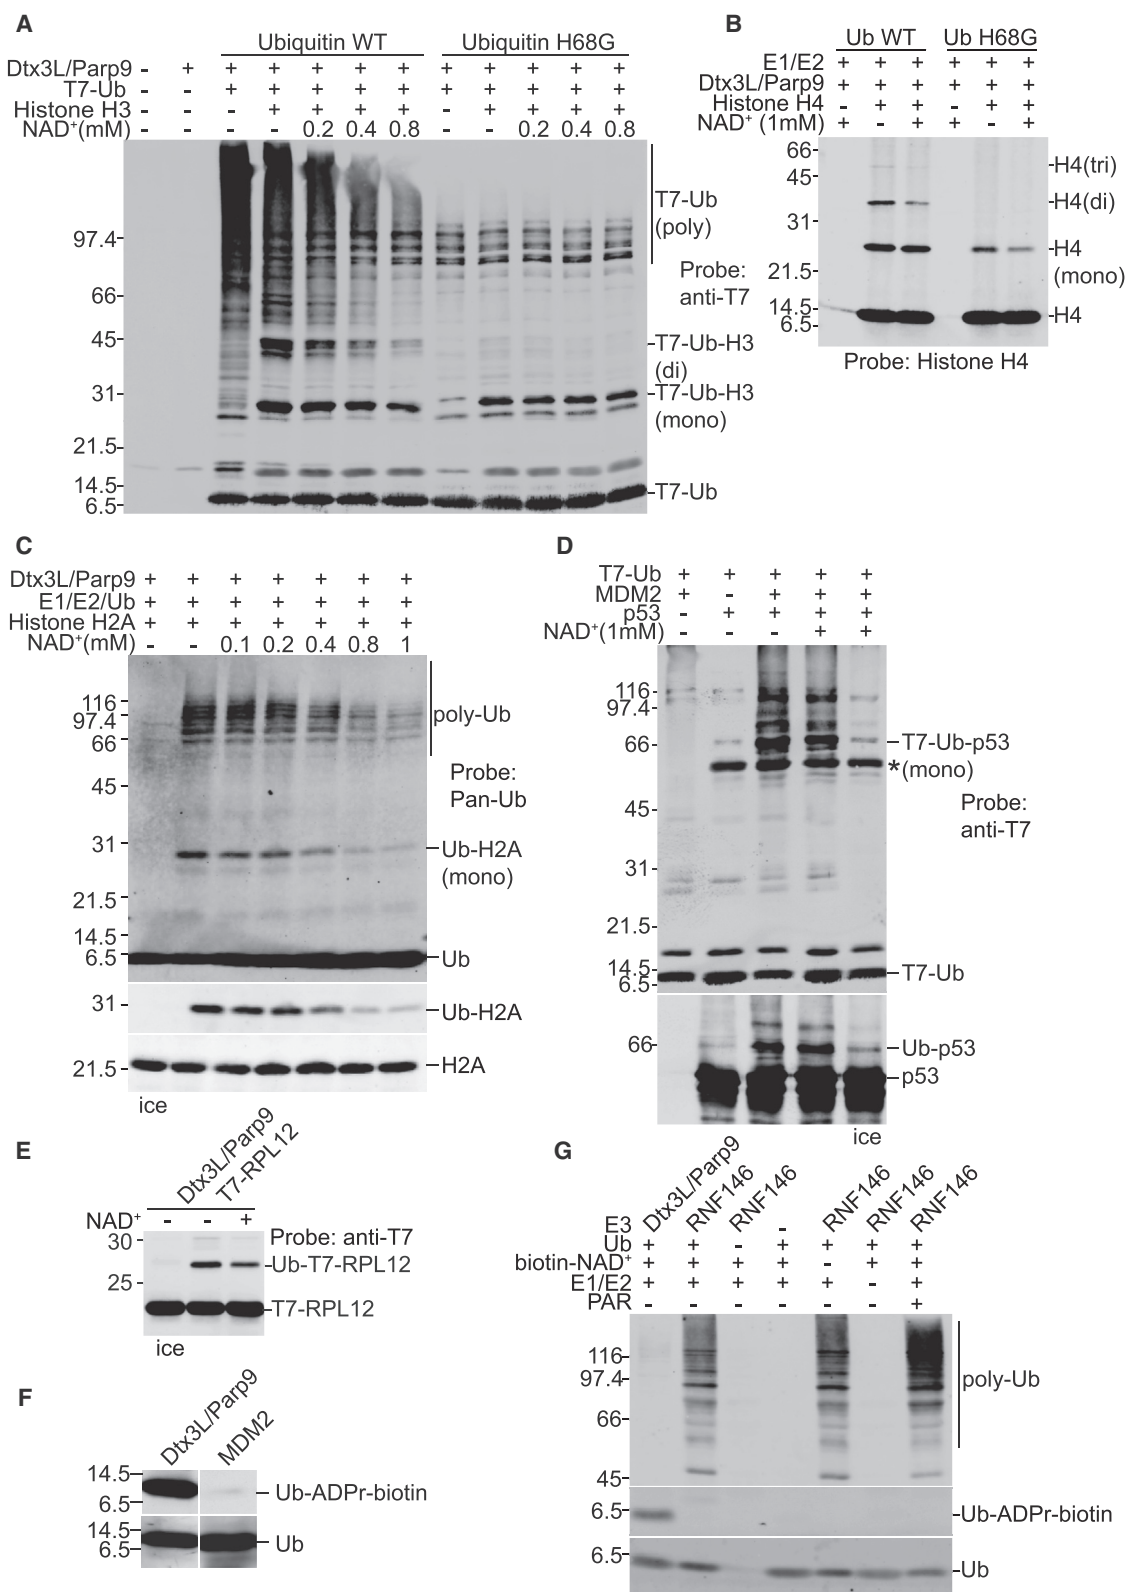 A
Ubiquitin WT Ubiquitin H68G
Dtx3L/Parp9 - + + + + + + + + + + +
T7-Ub - - + + + + + + + + + +
Histone H3 - - - + + + + - + + + +
NAD⁺(mM) - - - - 0.2 0.4 0.8 - - 0.2 0.4 0.8
97.4
66
45
31
21.5
14.5
6.5
T7-Ub
(poly)
Probe:
anti-T7
T7-Ub-H3
(di)
T7-Ub-H3
(mono)
T7-Ub
B
Ub WT Ub H68G
E1/E2 + + + + + +
Dtx3L/Parp9 + + + + + +
Histone H4 - + + - + +
NAD⁺ (1mM) + - + + - +
66
45
31
21.5
14.5
6.5
H4(tri)
H4(di)
H4
(mono)
H4
Probe: Histone H4
C
Dtx3L/Parp9 + + + + + + +
E1/E2/Ub + + + + + + +
Histone H2A + + + + + + +
NAD⁺(mM) - - 0.1 0.2 0.4 0.8 1
116
97.4
66
45
31
21.5
14.5
6.5
poly-Ub
Probe:
Pan-Ub
Ub-H2A
(mono)
Ub
31
Ub-H2A
21.5
H2A
ice
D
T7-Ub + + + + +
MDM2 + - + + +
p53 - + + + +
NAD⁺(1mM) - - - + +
116
97.4
66
45
31
21.5
14.5
6.5
T7-Ub-p53
*(mono)
Probe:
anti-T7
T7-Ub
66
Ub-p53
p53
ice
E
Dtx3L/Parp9
T7-RPL12
NAD⁺ - - +
30
25
Probe: anti-T7
Ub-T7-RPL12
T7-RPL12
ice
F
Dtx3L/Parp9
MDM2
14.5
6.5
Ub-ADPr-biotin
14.5
6.5
Ub
G
E3 Dtx3L/Parp9 RNF146 RNF146 - RNF146 RNF146 RNF146
Ub + + - + + + +
biotin-NAD⁺ + + + + - + +
E1/E2 + + + + + - +
PAR - - - - - - +
116
97.4
66
45
poly-Ub
6.5
Ub-ADPr-biotin
6.5
Ub